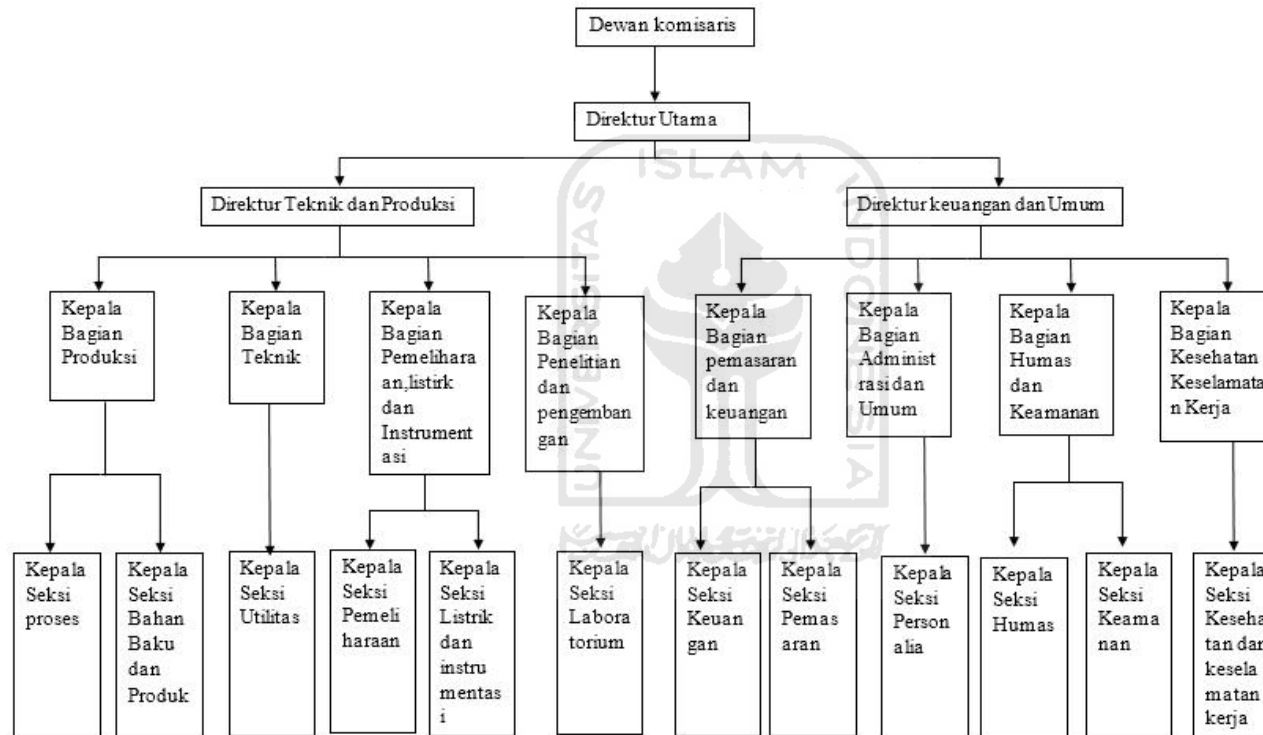 Dewan komisaris
Direktur Utama
Direktur Teknik dan Produksi
Direktur keuangan dan Umum
Kepala
Bagian
Produksi
Kepala
Bagian
Teknik
Kepala
Bagian
Pemelihara
an,listirk
dan
Instrument
asi
Kepala
Bagian
Penelitian
dan
pengemban
gan
Kepala
Bagian
pemasaran
dan
keuangan
Kepala
Bagian
Administ
rasi dan
Umum
Kepala
Bagian
Humas
dan
Keamanan
Kepala
Bagian
Kesehatan
Keselamata
n Kerja
Kepala
Seksi
proses
Kepala
Seksi
Bahan
Baku
dan
Produk
Kepala
Seksi
Utilitas
Kepala
Seksi
Pemeli
haraan
Kepala
Seksi
Listrik
dan
instru
mentas
i
Kepala
Seksi
Labora
torium
Kepala
Seksi
Keuan
gan
Kepala
Seksi
Pemas
aran
Kepala
Seksi
Person
alia
Kepala
Seksi
Humas
Kepala
Seksi
Keama
nan
Kepala
Seksi
Keseha
tan dan
kesela
matan
kerja
UNIVERSITAS
ISLAM
INDONESIA